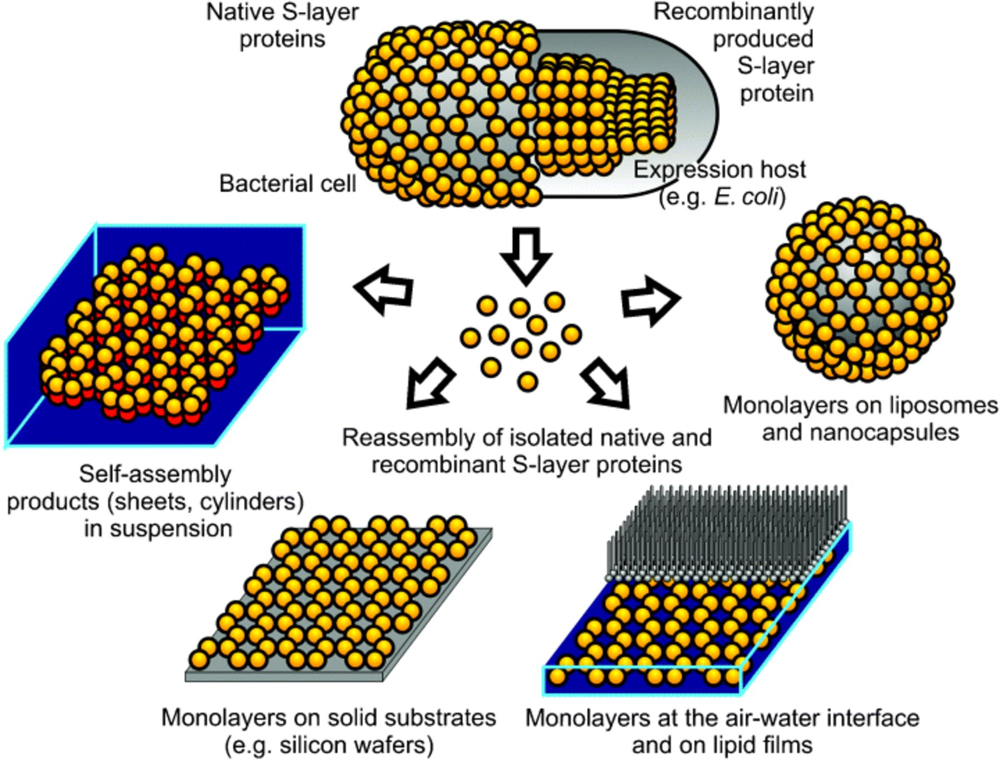 Native S-layer
proteins
Recombinantly
produced
S-layer
protein
Bacterial cell
Expression host
(e.g. E. coli)
Monolayers on liposomes
and nanocapsules
Reassembly of isolated native and
recombinant S-layer proteins
Self-assembly
products (sheets, cylinders)
in suspension
Monolayers on solid substrates
(e.g. silicon wafers)
Monolayers at the air-water interface
and on lipid films